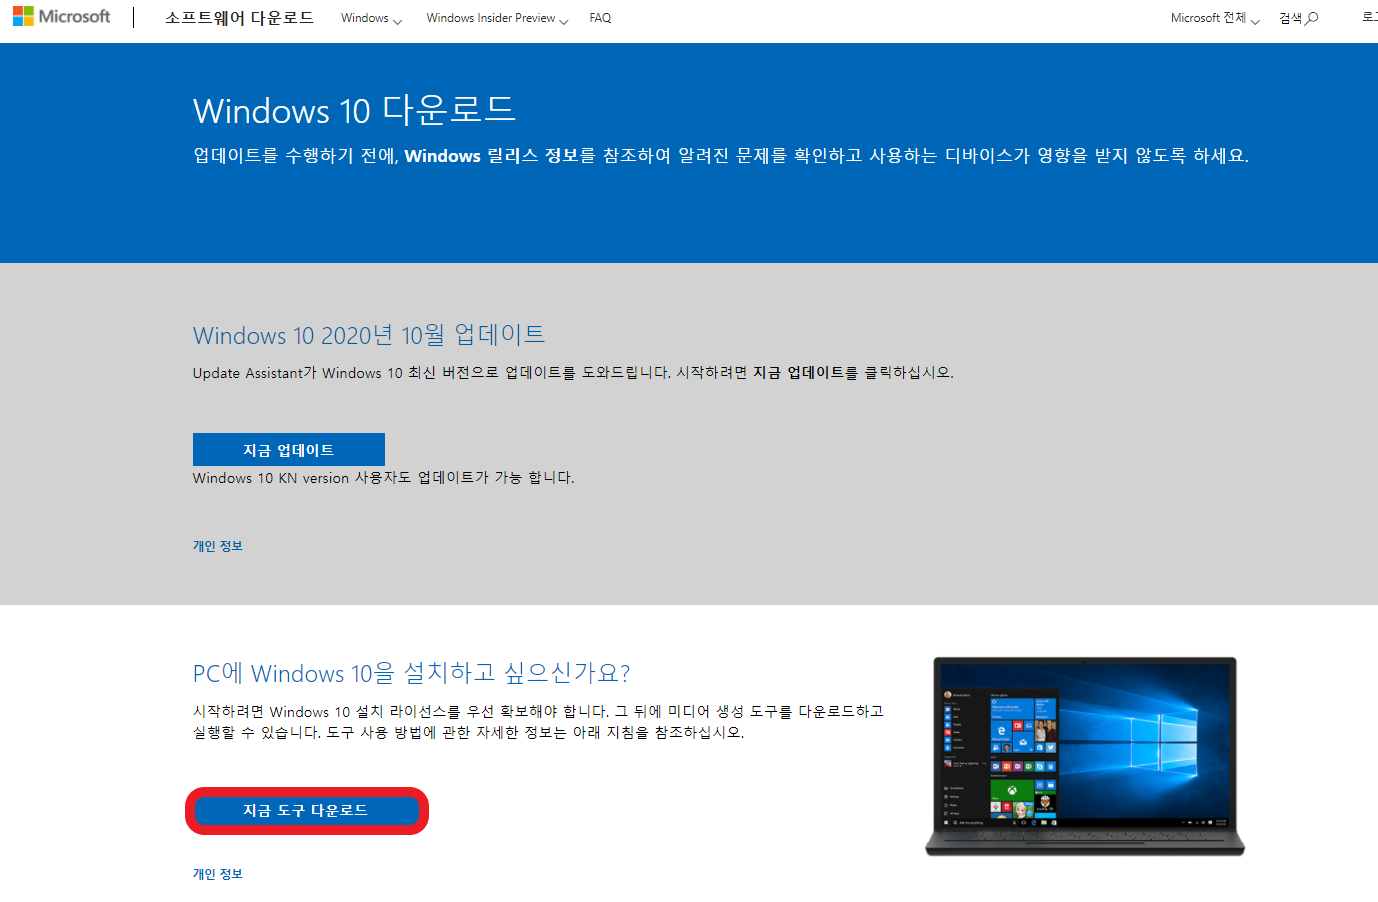 Microsoft
소프트웨어 다운로드
Windows
Windows Insider Preview
FAQ
Microsoft 전체
검색
Windows 10 다운로드
업데이트를 수행하기 전에, Windows 릴리스 정보를 참조하여 알려진 문제를 확인하고 사용하는 디바이스가 영향을 받지 않도록 하세요.
Windows 10 2020년 10월 업데이트
Update Assistant가 Windows 10 최신 버전으로 업데이트를 도와드립니다. 시작하려면 지금 업데이트를 클릭하십시오.
지금 업데이트
Windows 10 KN version 사용자도 업데이트가 가능 합니다.
개인 정보
PC에 Windows 10을 설치하고 싶으신가요?
시작하려면 Windows 10 설치 라이선스를 우선 확보해야 합니다. 그 뒤에 미디어 생성 도구를 다운로드하고
실행할 수 있습니다. 도구 사용 방법에 관한 자세한 정보는 아래 지침을 참조하십시오.
지금 도구 다운로드
개인 정보